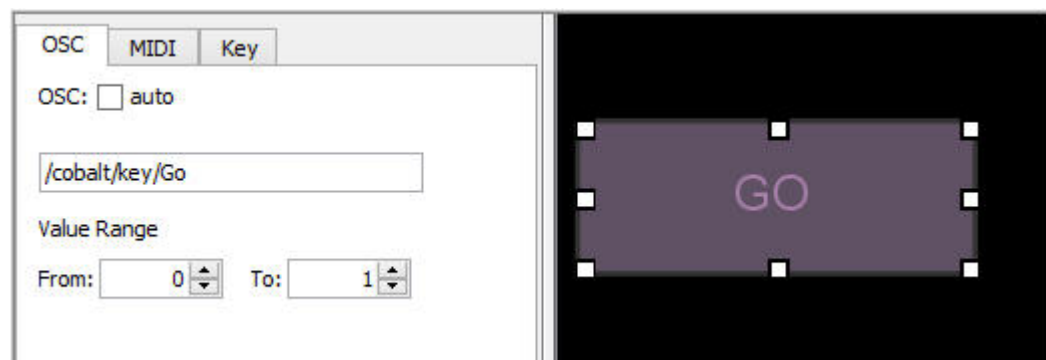 OSC MIDI Key
OSC: auto
/cobalt/key/Go
Value Range
From: 0 To: 1
GO